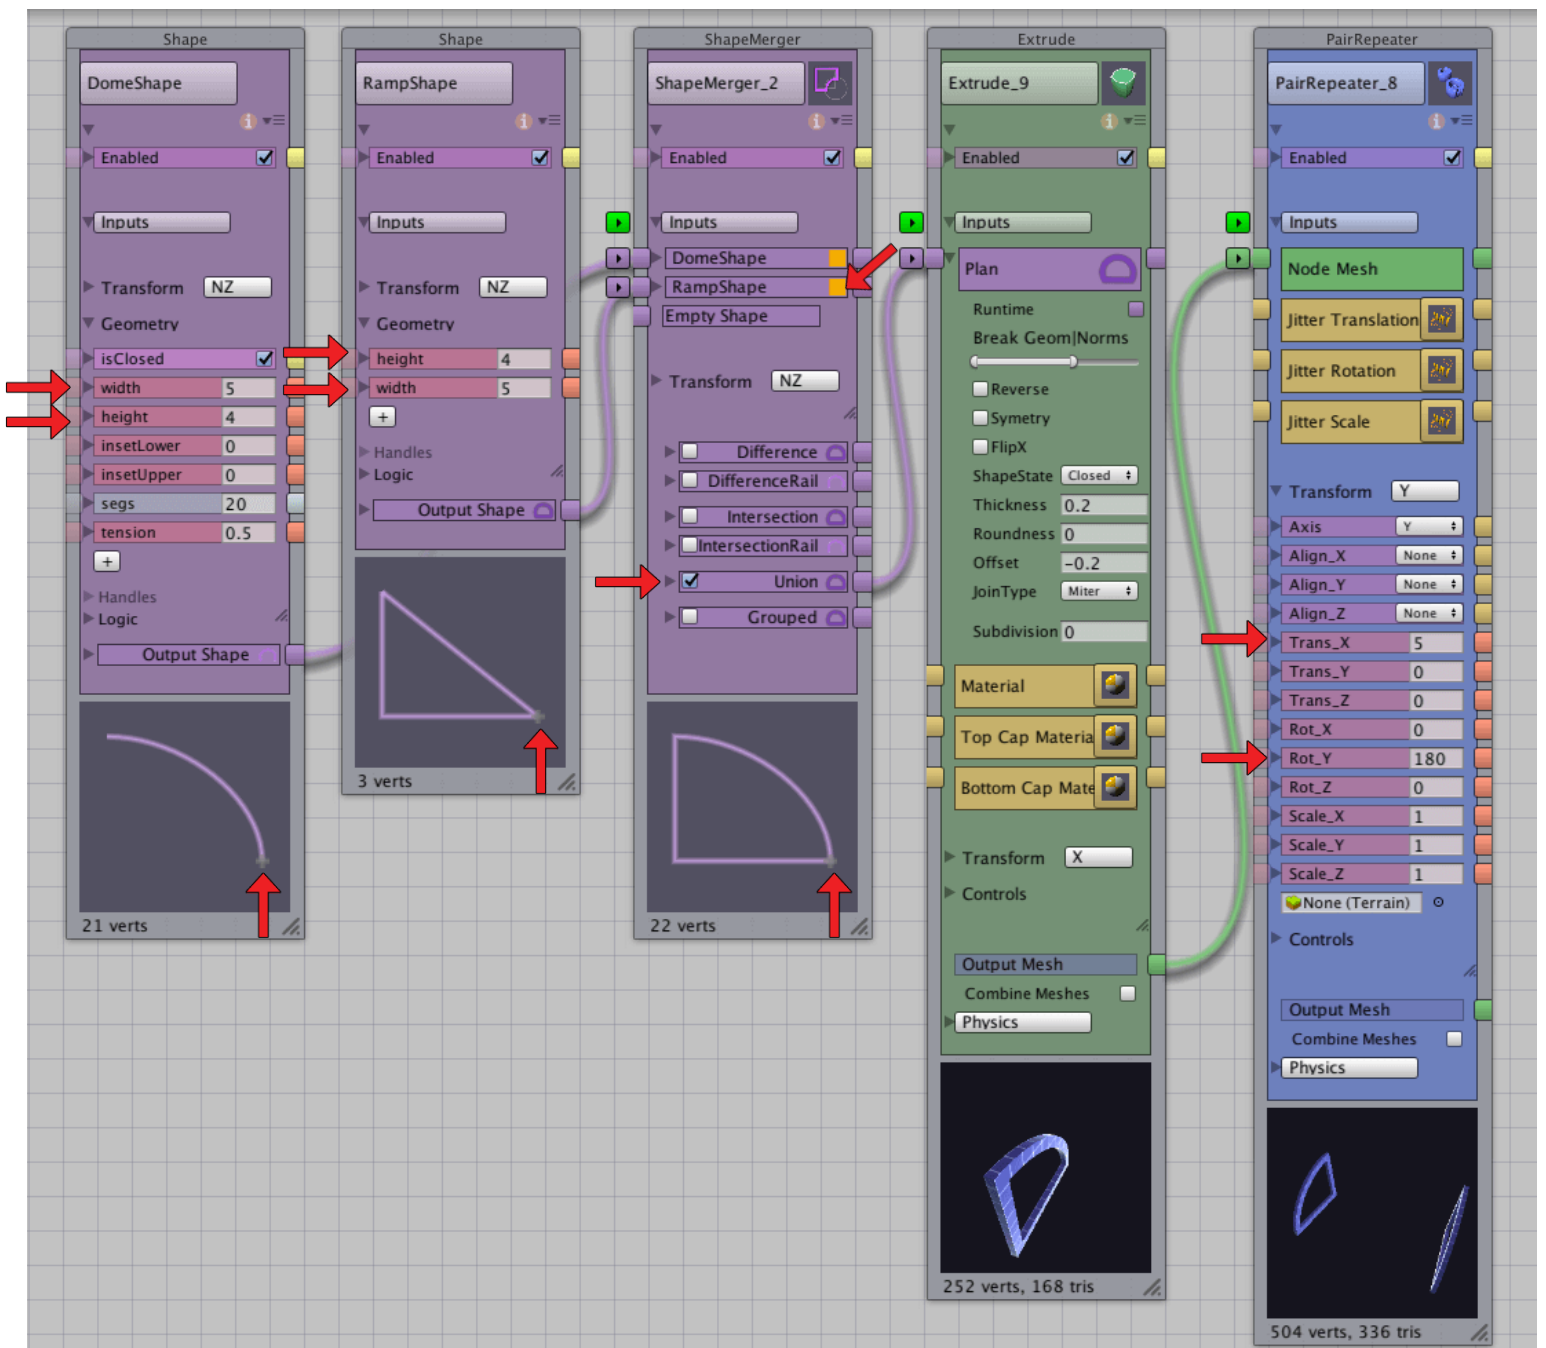 Shape
DomeShape
i
Enabled
Inputs
Transform NZ
Geometry
isClosed
width 5
height 4
insetLower 0
insetUpper 0
segs 20
tension 0.5
+
Handles
Logic
Output Shape
21 verts
Shape
RampShape
i
Enabled
Inputs
Transform NZ
Geometry
height 4
width 5
+
Handles
Logic
Output Shape
3 verts
ShapeMerger
ShapeMerger_2
i
Enabled
Inputs
DomeShape
RampShape
Empty Shape
Transform NZ
Difference
DifferenceRail
Intersection
IntersectionRail
Union
Grouped
22 verts
Extrude
Extrude_9
i
Enabled
Inputs
Plan
Runtime
Break Geom|Norms
Reverse
Symetry
FlipX
ShapeState Closed
Thickness 0.2
Roundness 0
Offset -0.2
JoinType Miter
Subdivision 0
Material
Top Cap Materia
Bottom Cap Mate
Transform X
Controls
Output Mesh
Combine Meshes
Physics
252 verts, 168 tris
PairRepeater
PairRepeater_8
i
Enabled
Inputs
Node Mesh
Jitter Translation
Jitter Rotation
Jitter Scale
Transform Y
Axis Y
Align_X None
Align_Y None
Align_Z None
Trans_X 5
Trans_Y 0
Trans_Z 0
Rot_X 0
Rot_Y 180
Rot_Z 0
Scale_X 1
Scale_Y 1
Scale_Z 1
None (Terrain)
Controls
Output Mesh
Combine Meshes
Physics
504 verts, 336 tris